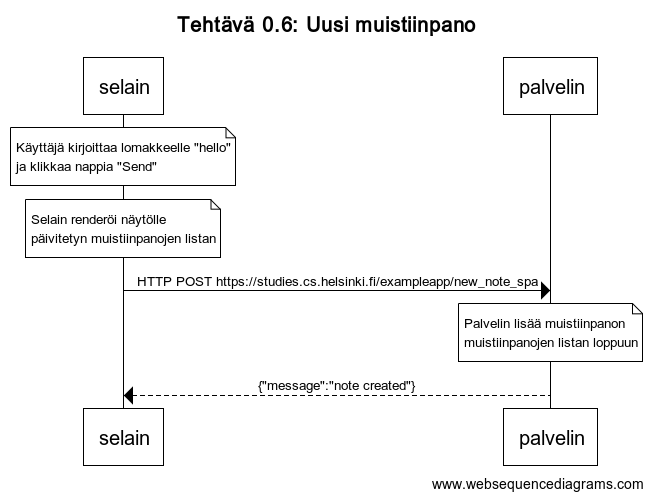 Tehtävä 0.6: Uusi muistiinpano
selain
palvelin
Käyttäjä kirjoittaa lomakkeelle "hello"
ja klikkaa nappia "Send"
Selain renderöi näytölle
päivitetyn muistiinpanojen listan
HTTP POST https://studies.cs.helsinki.fi/exampleapp/new_note_spa
Palvelin lisää muistiinpanon
muistiinpanojen listan loppuun
{"message":"note created"}
selain
palvelin
www.websequencediagrams.com